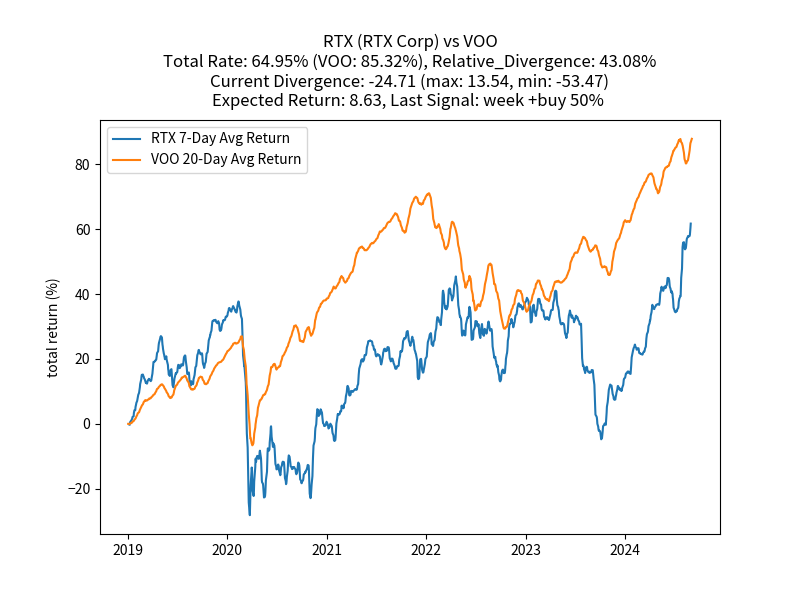 RTX (RTX Corp) vs VOO
Total Rate: 64.95% (VOO: 85.32%), Relative_Divergence: 43.08%
Current Divergence: -24.71 (max: 13.54, min: -53.47)
Expected Return: 8.63, Last Signal: week +buy 50%
RTX 7-Day Avg Return
VOO 20-Day Avg Return
total return (%)
80
60
40
20
0
−20
2019
2020
2021
2022
2023
2024